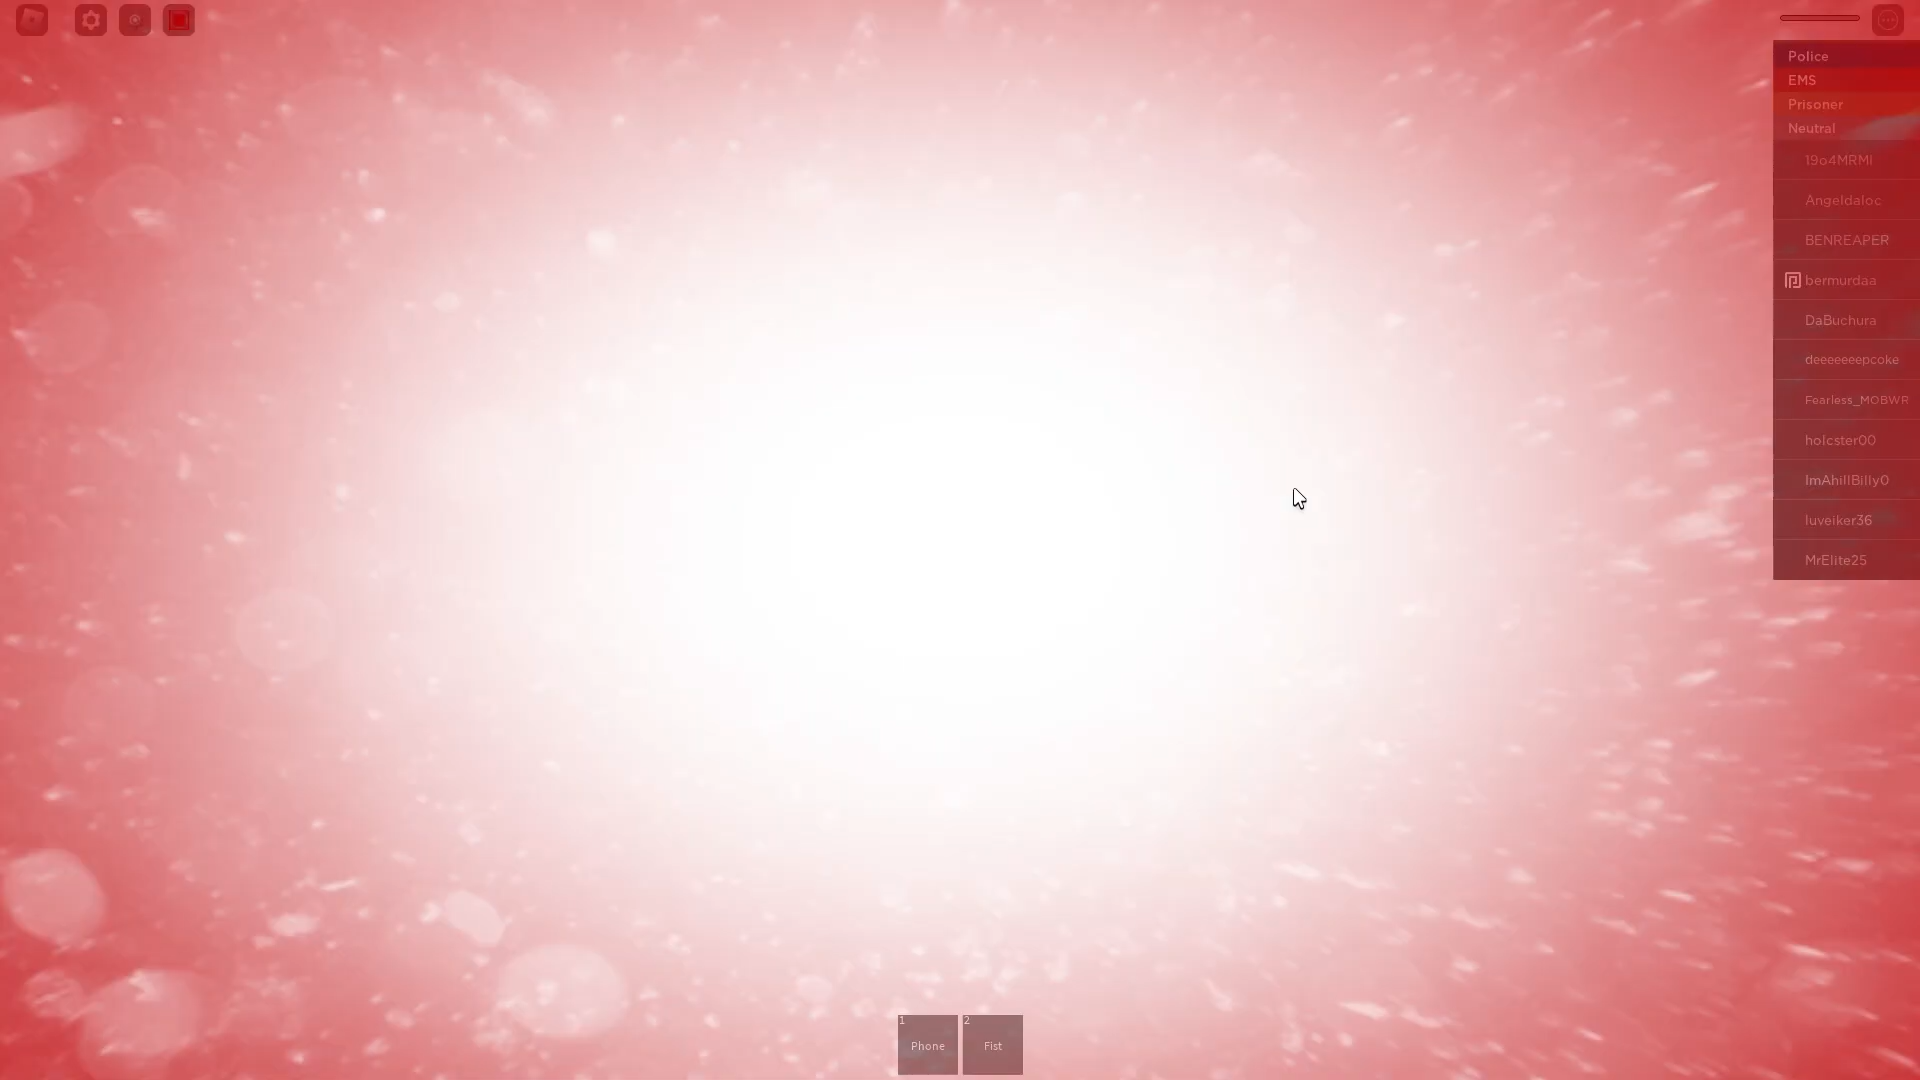 Police
EMS
Prisoner
Neutral
19o4MRMI
Angeldaloc
BENREAPER
bermurdaa
DaBuchura
deeeeeeepcoke
Fearless_MOBWR
holcster00
ImAhillBilly0
luveiker36
MrElite25
1
Phone
2
Fist